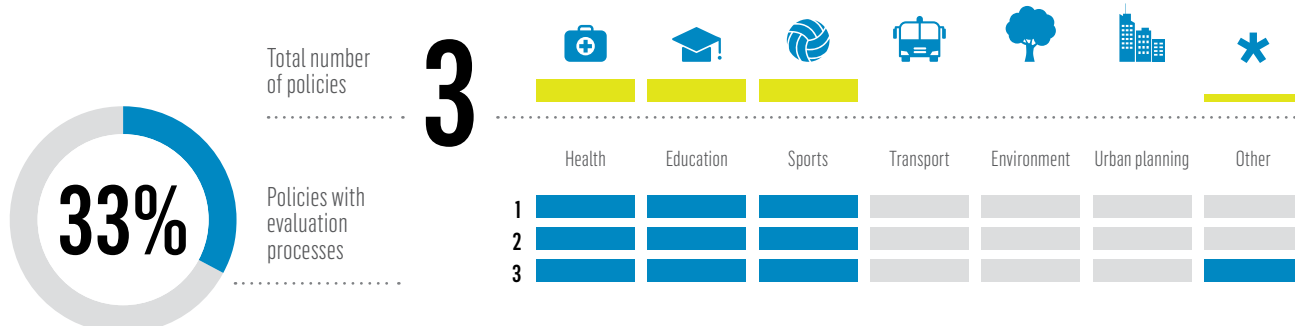 Total number
of policies
3
33%
Policies with
evaluation
processes
Health Education Sports Transport Environment Urban planning Other
1
2
3